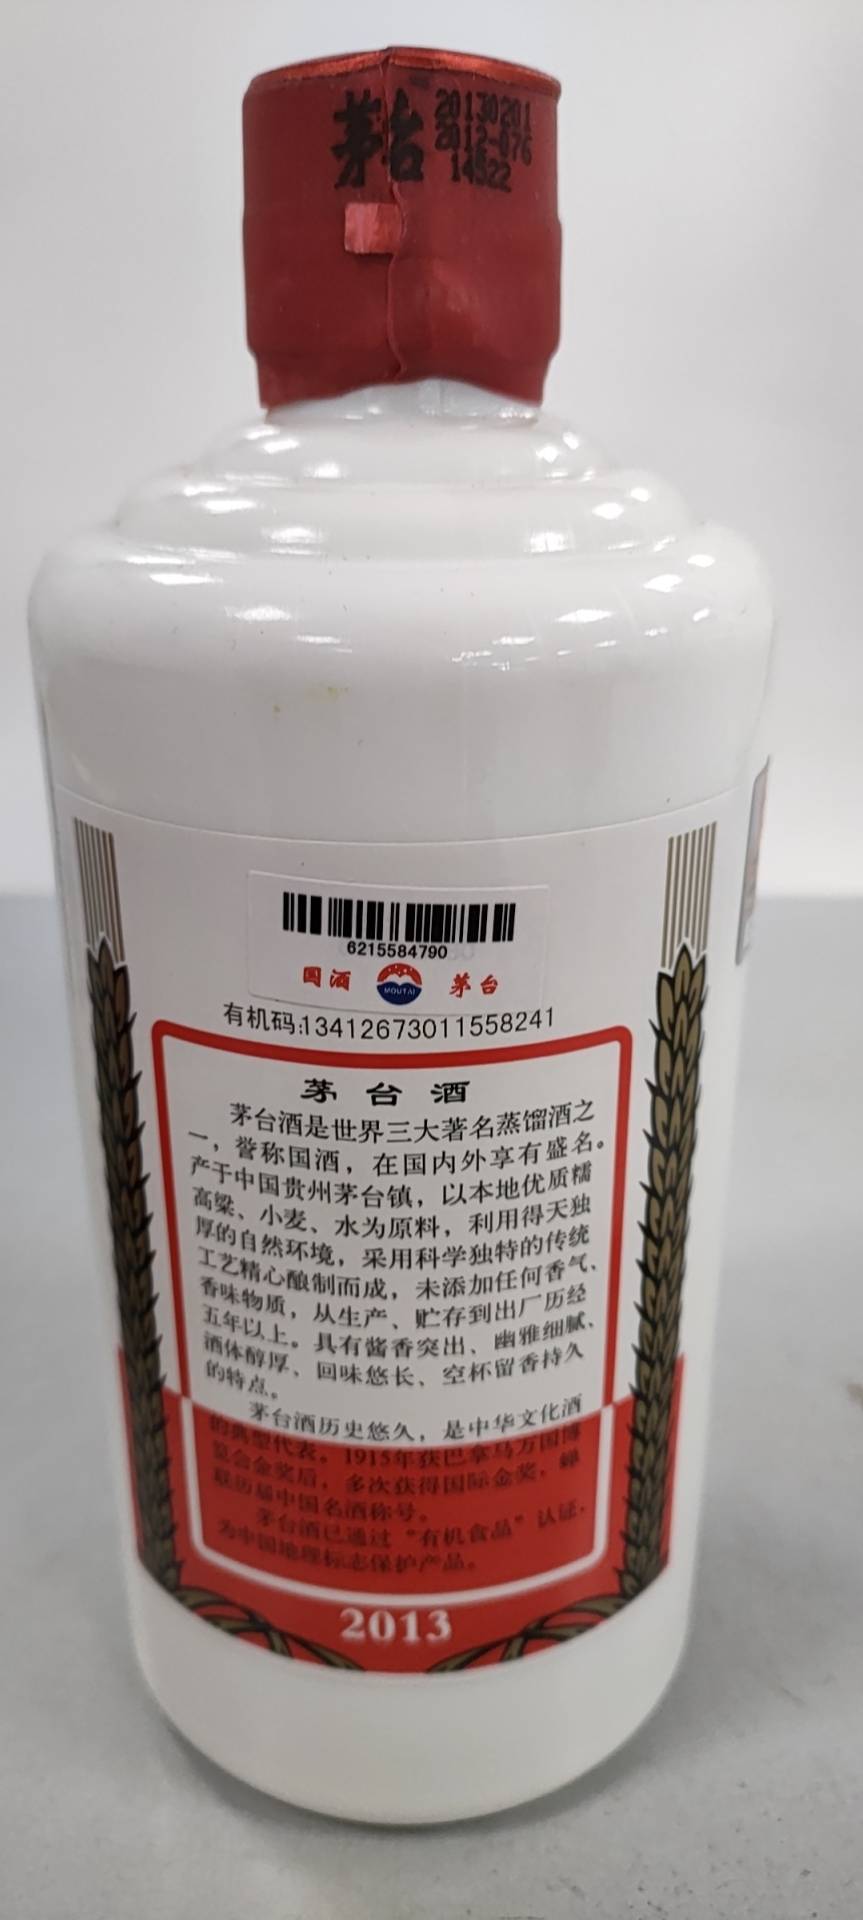 茅台
20130201
2012-076
14522
6215584790
国酒
MOUTAI
茅台
有机码:13412673011558241
茅台酒
茅台酒是世界三大著名蒸馏酒之
一,誉称国酒,在国内外享有盛名。
产于中国贵州茅台镇,以本地优质糯
高粱、小麦、水为原料,利用得天独
厚的自然环境,采用科学独特的传统
工艺精心酿制而成,未添加任何香气、
香味物质,从生产、贮存到出厂历经
五年以上。具有酱香突出、幽雅细腻、
酒体醇厚、回味悠长、空杯留香持久
的特点。
茅台酒历史悠久,是中华文化酒
的典型代表。1915年获巴拿马万国博
览会金奖后,多次获得国际金奖,蝉
联历届中国名酒称号。
茅台酒已通过“有机食品”认证,
为中国地理标志保护产品。
2013